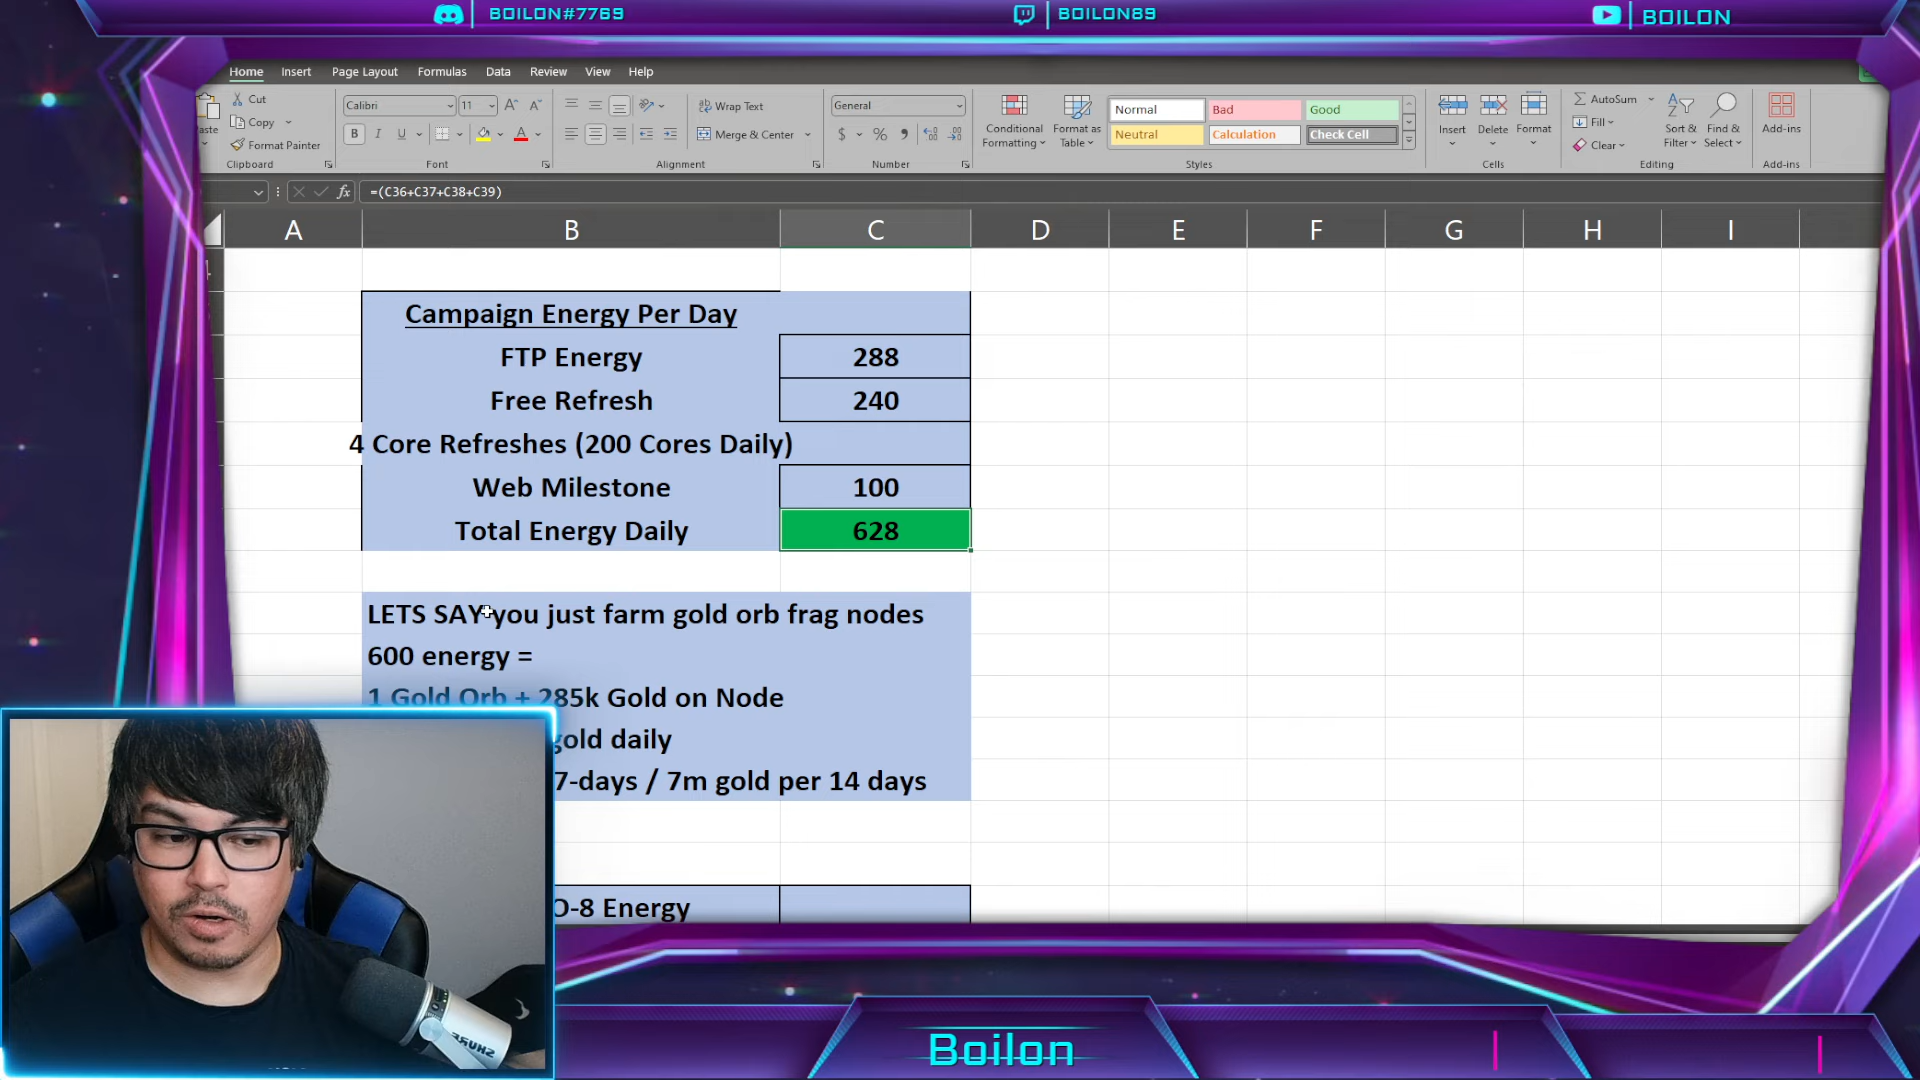 BOILON#7769
BOILON89
BOILON
Home Insert Page Layout Formulas Data Review View Help
Paste
Cut
Copy
Format Painter
Clipboard
Calibri 11
Font
Wrap Text
Merge & Center
Alignment
General
Number
Conditional Formatting
Format as Table
Normal Bad Good
Neutral Calculation Check Cell
Styles
Insert Delete Format
Cells
AutoSum
Fill
Clear
Sort & Filter
Find & Select
Editing
Add-ins
Add-ins
=(C36+C37+C38+C39)
A B C D E F G H I
Campaign Energy Per Day
FTP Energy 288
Free Refresh 240
4 Core Refreshes (200 Cores Daily)
Web Milestone 100
Total Energy Daily 628
LETS SAY you just farm gold orb frag nodes
600 energy =
1 Gold Orb + 285k Gold on Node
gold daily
7-days / 7m gold per 14 days
O-8 Energy
SHURE
Boilon